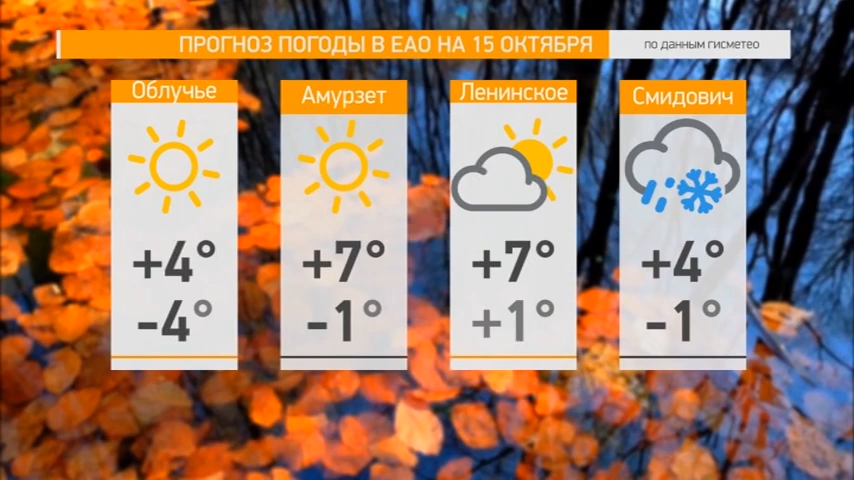 ПРОГНОЗ ПОГОДЫ В ЕАО НА 15 ОКТЯБРЯ
по данным гисметео
Облучье
+4°
-4°
Амурзет
+7°
-1°
Ленинское
+7°
+1°
Смидович
+4°
-1°